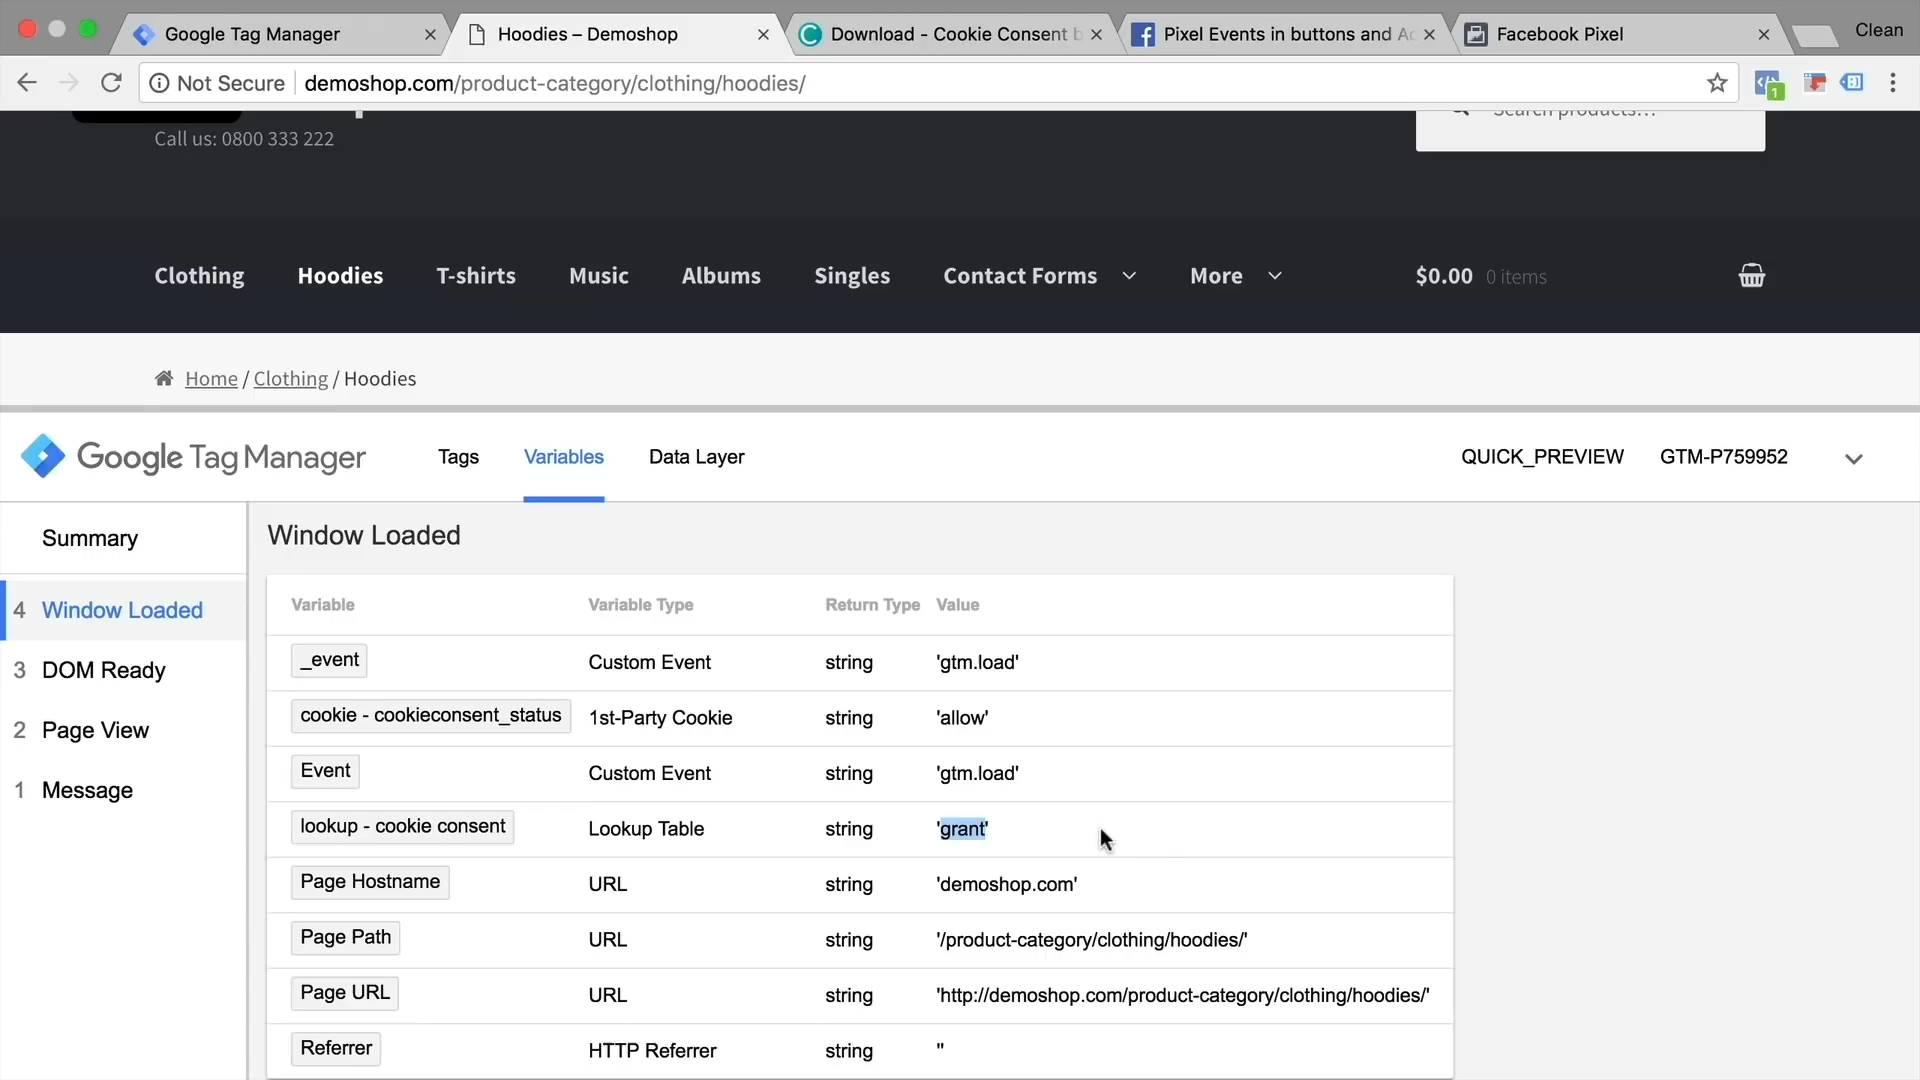 Google Tag Manager
Hoodies – Demoshop
Download - Cookie Consent b
Pixel Events in buttons and Ad
Facebook Pixel
Clean
Not Secure
demoshop.com/product-category/clothing/hoodies/
1
Call us: 0800 333 222
Search products…
Clothing
Hoodies
T-shirts
Music
Albums
Singles
Contact Forms
More
$0.00 0 items
Home / Clothing / Hoodies
Google Tag Manager
Tags
Variables
Data Layer
QUICK_PREVIEW
GTM-P759952
Summary
4 Window Loaded
3 DOM Ready
2 Page View
1 Message
Window Loaded
Variable Variable Type Return Type Value
_event Custom Event string 'gtm.load'
cookie - cookieconsent_status 1st-Party Cookie string 'allow'
Event Custom Event string 'gtm.load'
lookup - cookie consent Lookup Table string 'grant'
Page Hostname URL string 'demoshop.com'
Page Path URL string '/product-category/clothing/hoodies/'
Page URL URL string 'http://demoshop.com/product-category/clothing/hoodies/'
Referrer HTTP Referrer string ''